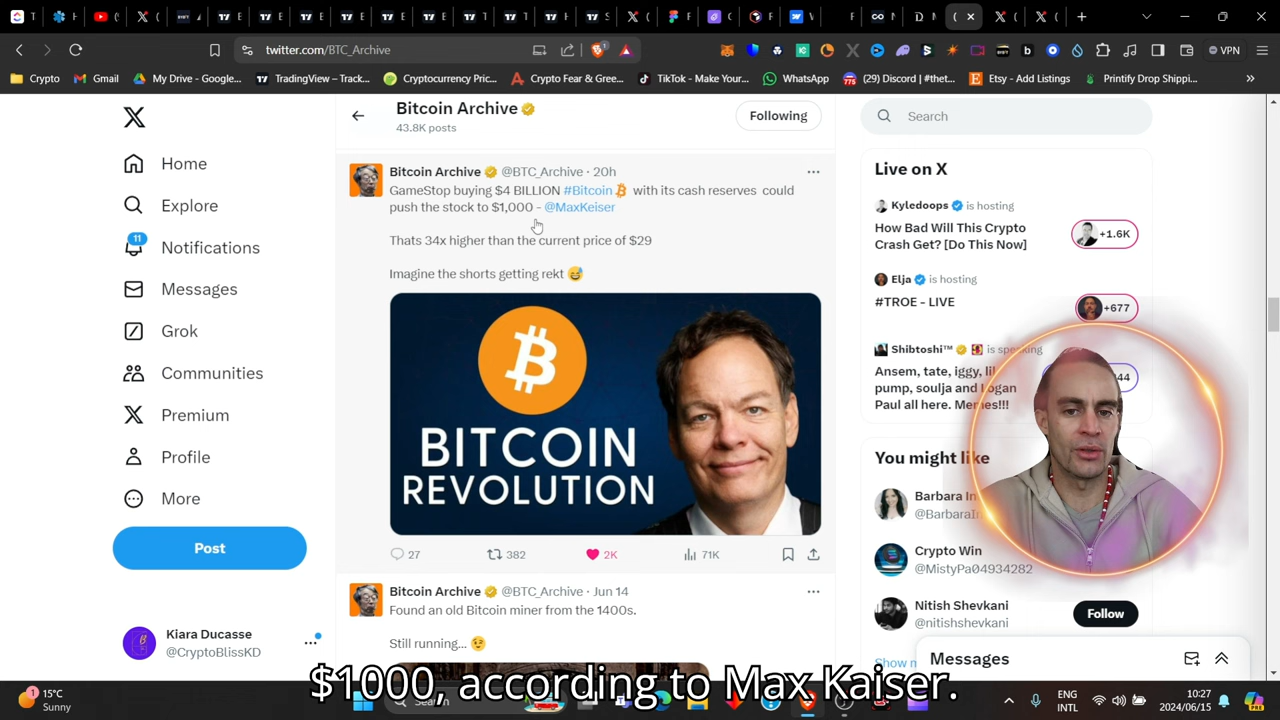 twitter.com/BTC_Archive
VPN
Crypto
Gmail
My Drive - Google...
TradingView – Track...
Cryptocurrency Pric...
Crypto Fear & Gree...
TikTok - Make Your...
WhatsApp
(29) Discord | #thet...
Etsy - Add Listings
Printify Drop Shippi...
Home
Explore
11
Notifications
Messages
Grok
Communities
Premium
Profile
More
Post
Kiara Ducasse
@CryptoBlissKD
Bitcoin Archive
43.8K posts
Following
Bitcoin Archive @BTC_Archive · 20h
GameStop buying $4 BILLION #Bitcoin with its cash reserves could
push the stock to $1,000 - @MaxKeiser
Thats 34x higher than the current price of $29
Imagine the shorts getting rekt
BITCOIN
REVOLUTION
27
382
2K
71K
Bitcoin Archive @BTC_Archive · Jun 14
Found an old Bitcoin miner from the 1400s.
Still running...
Search
Live on X
Kyledoops is hosting
How Bad Will This Crypto
Crash Get? [Do This Now]
+1.6K
Elja is hosting
#TROE - LIVE
+677
Shibtoshi™ is speaking
Ansem, tate, iggy, lil
pump, soulja and Logan
Paul all here. Memes!!!
44
You might like
Barbara In
@BarbaraIn
Crypto Win
@MistyPa04934282
Nitish Shevkani
@nitishshevkani
Follow
Show m
Messages
$1000, according to Max Kaiser.
1
15°C
Sunny
Search
ENG
INTL
10:27
2024/06/15